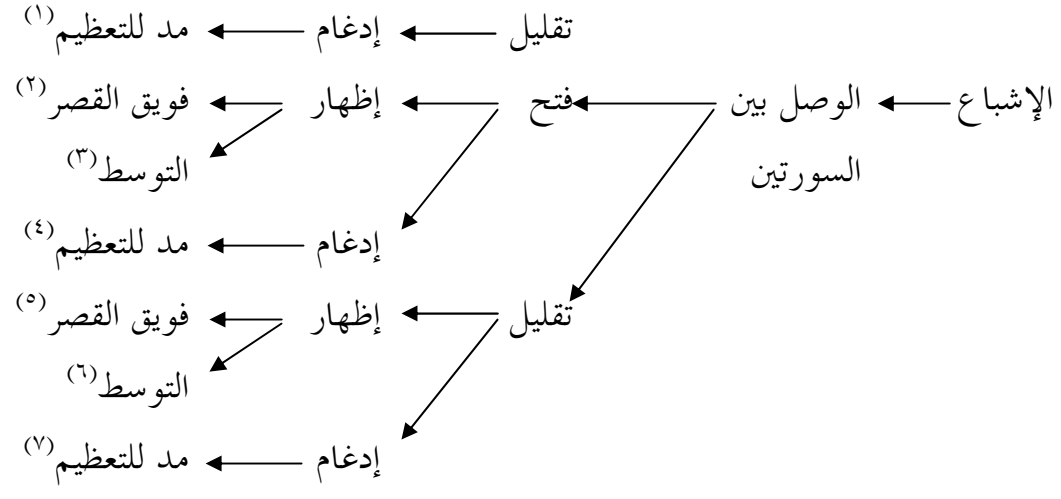 تقليل إدغام مد للتعظيم(١)
الإشباع الوصل بين فتح إظهار فويق القصر(٢)
السورتين التوسط(٣)
إدغام مد للتعظيم(٤)
تقليل إظهار فويق القصر(٥)
التوسط(٦)
إدغام مد للتعظيم(٧)